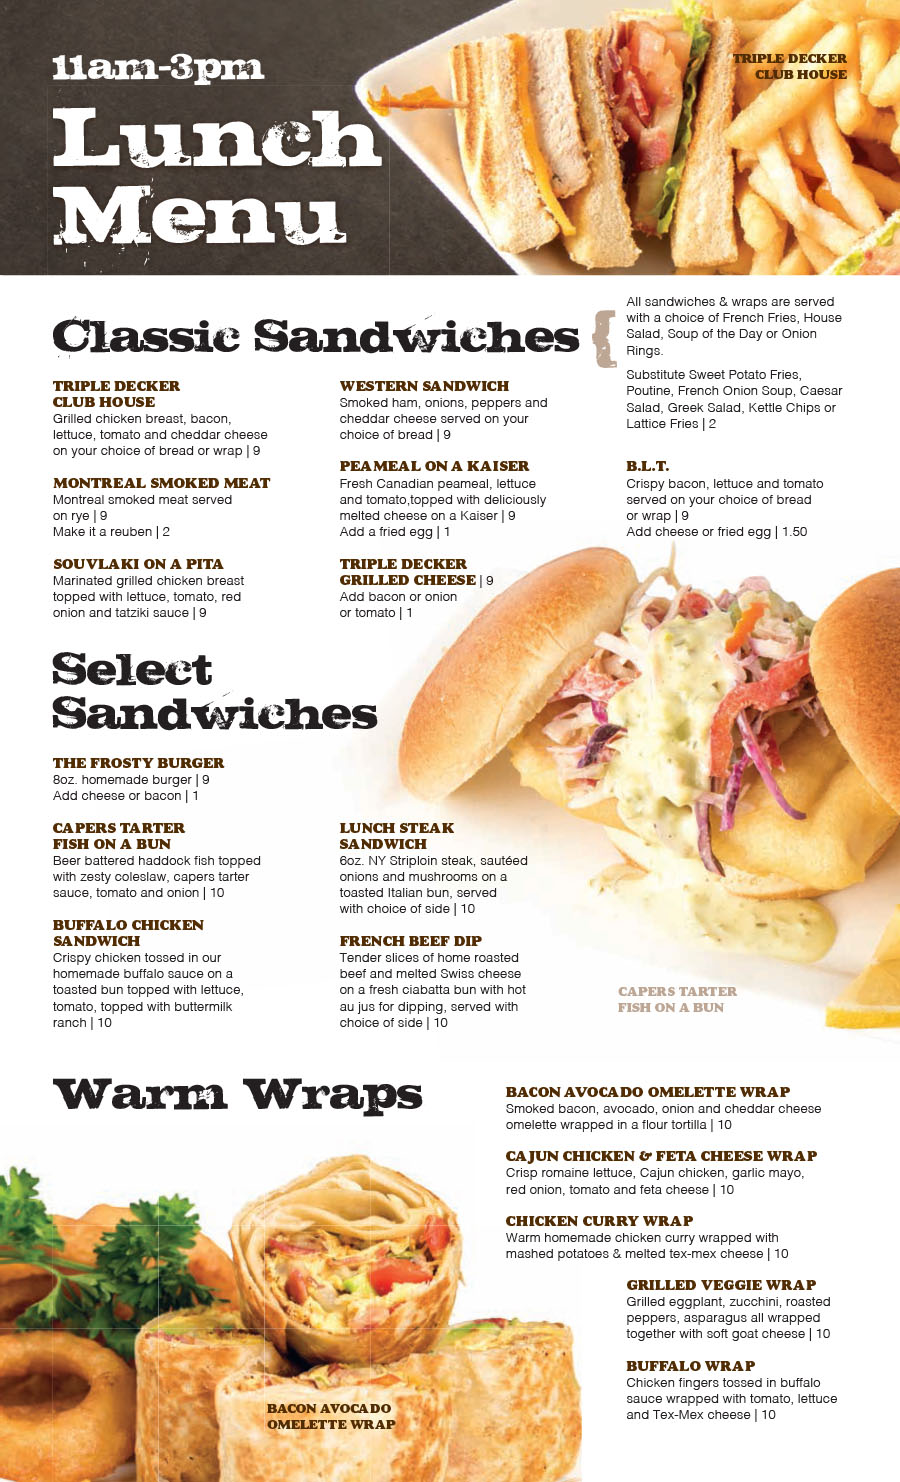 11am-3pm
Lunch
Menu
TRIPLE DECKER
CLUB HOUSE
Classic Sandwiches
{
All sandwiches & wraps are served
with a choice of French Fries, House
Salad, Soup of the Day or Onion
Rings.
Substitute Sweet Potato Fries,
Poutine, French Onion Soup, Caesar
Salad, Greek Salad, Kettle Chips or
Lattice Fries | 2
TRIPLE DECKER
CLUB HOUSE
Grilled chicken breast, bacon,
lettuce, tomato and cheddar cheese
on your choice of bread or wrap | 9
MONTREAL SMOKED MEAT
Montreal smoked meat served
on rye | 9
Make it a reuben | 2
SOUVLAKI ON A PITA
Marinated grilled chicken breast
topped with lettuce, tomato, red
onion and tatziki sauce | 9
WESTERN SANDWICH
Smoked ham, onions, peppers and
cheddar cheese served on your
choice of bread | 9
PEAMEAL ON A KAISER
Fresh Canadian peameal, lettuce
and tomato,topped with deliciously
melted cheese on a Kaiser | 9
Add a fried egg | 1
TRIPLE DECKER
GRILLED CHEESE | 9
Add bacon or onion
or tomato | 1
B.L.T.
Crispy bacon, lettuce and tomato
served on your choice of bread
or wrap | 9
Add cheese or fried egg | 1.50
Select
Sandwiches
THE FROSTY BURGER
8oz. homemade burger | 9
Add cheese or bacon | 1
CAPERS TARTER
FISH ON A BUN
Beer battered haddock fish topped
with zesty coleslaw, capers tarter
sauce, tomato and onion | 10
BUFFALO CHICKEN
SANDWICH
Crispy chicken tossed in our
homemade buffalo sauce on a
toasted bun topped with lettuce,
tomato, topped with buttermilk
ranch | 10
LUNCH STEAK
SANDWICH
6oz. NY Striploin steak, sautéed
onions and mushrooms on a
toasted Italian bun, served
with choice of side | 10
FRENCH BEEF DIP
Tender slices of home roasted
beef and melted Swiss cheese
on a fresh ciabatta bun with hot
au jus for dipping, served with
choice of side | 10
CAPERS TARTER
FISH ON A BUN
Warm Wraps
BACON AVOCADO OMELETTE WRAP
Smoked bacon, avocado, onion and cheddar cheese
omelette wrapped in a flour tortilla | 10
CAJUN CHICKEN & FETA CHEESE WRAP
Crisp romaine lettuce, Cajun chicken, garlic mayo,
red onion, tomato and feta cheese | 10
CHICKEN CURRY WRAP
Warm homemade chicken curry wrapped with
mashed potatoes & melted tex-mex cheese | 10
GRILLED VEGGIE WRAP
Grilled eggplant, zucchini, roasted
peppers, asparagus all wrapped
together with soft goat cheese | 10
BUFFALO WRAP
Chicken fingers tossed in buffalo
sauce wrapped with tomato, lettuce
and Tex-Mex cheese | 10
BACON AVOCADO
OMELETTE WRAP